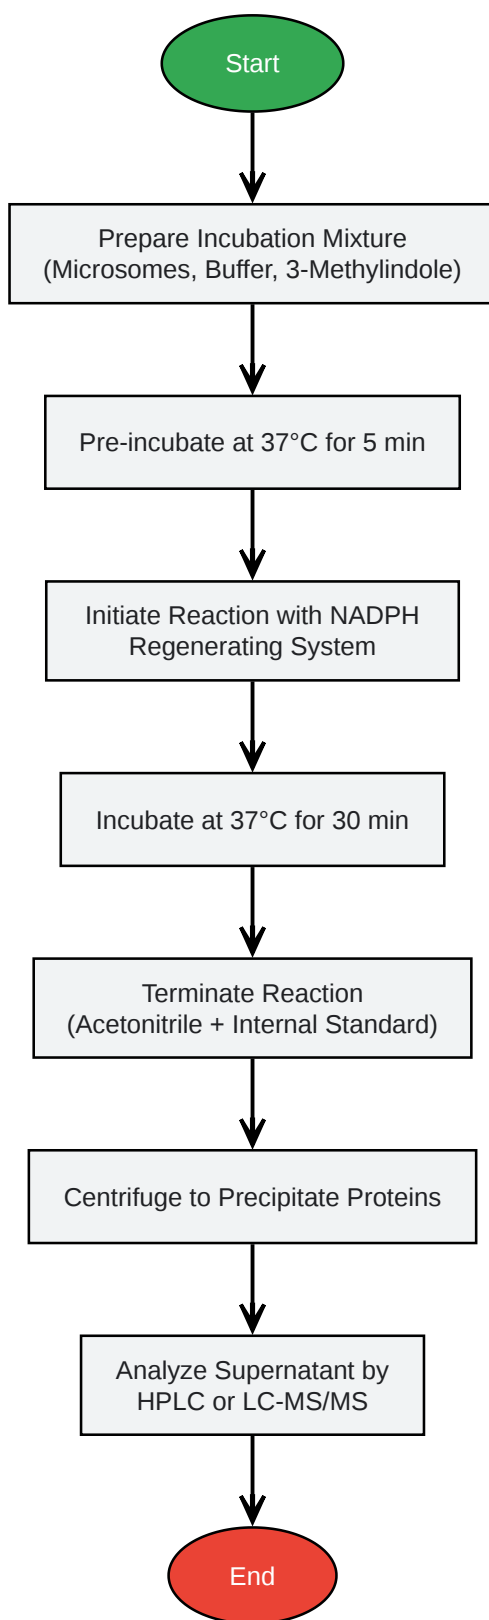 Start
Prepare Incubation Mixture
(Microsomes, Buffer, 3-Methylindole)
Pre-incubate at 37°C for 5 min
Initiate Reaction with NADPH
Regenerating System
Incubate at 37°C for 30 min
Terminate Reaction
(Acetonitrile + Internal Standard)
Centrifuge to Precipitate Proteins
Analyze Supernatant by
HPLC or LC-MS/MS
End